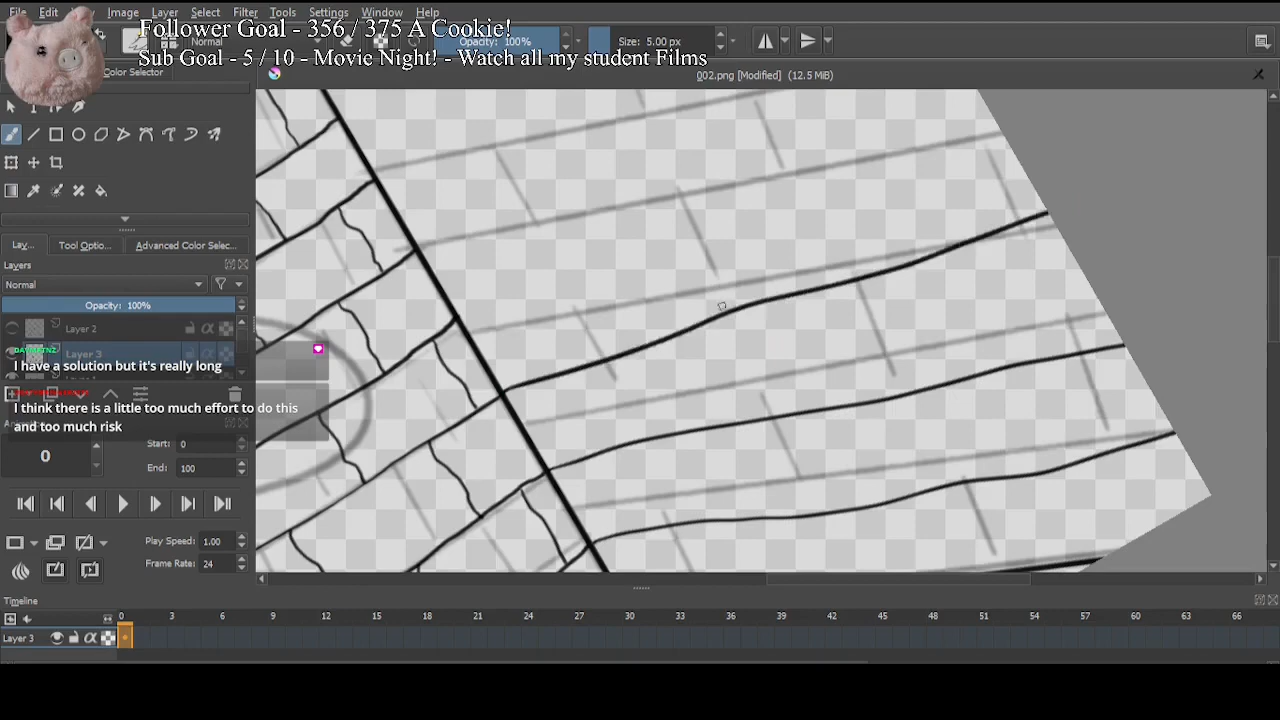 File Edit View Image Layer Select Filter Tools Settings Window Help
Follower Goal - 356 / 375 A Cookie!
Normal
Opacity: 100%
Size: 5.00 px
Sub Goal - 5 / 10 - Movie Night! - Watch all my student Films
Color Selector
002.png [Modified] (12.5 MiB)
Lay... Tool Optio... Advanced Color Selec...
Layers
Normal
Opacity: 100%
Layer 2
Layer 3
I have a solution but it's really long
I think there is a little too much effort to do this
and too much risk
Start: 0
0
End: 100
Play Speed: 1.00
Frame Rate: 24
Timeline
0 3 6 9 12 15 18 21 24 27 30 33 36 39 42 45 48 51 54 57 60 63 66
Layer 3